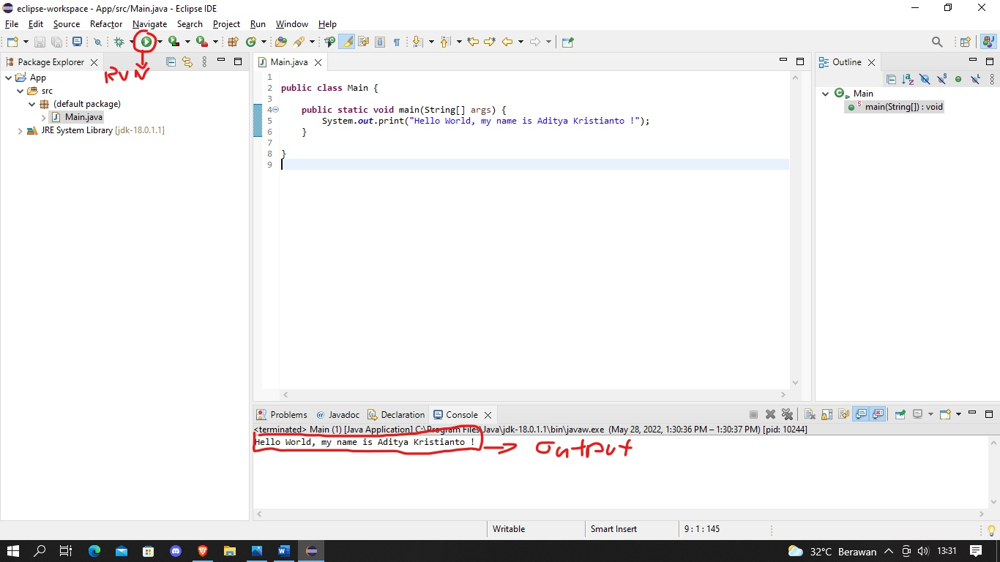 eclipse-workspace - App/src/Main.java - Eclipse IDE
File Edit Source Refactor Navigate Search Project Run Window Help
RUN
Package Explorer
App
src
(default package)
Main.java
JRE System Library [jdk-18.0.1.1]
Main.java
1
2 public class Main {
3
4 public static void main(String[] args) {
5 System.out.print("Hello World, my name is Aditya Kristianto !");
6 }
7
8 }
9
Outline
Main
main(String[]) : void
Problems @ Javadoc Declaration Console
<terminated> Main (1) [Java Application] C:\Program Files\Java\jdk-18.0.1.1\bin\javaw.exe (May 28, 2022, 1:30:36 PM – 1:30:37 PM) [pid: 10244]
Hello World, my name is Aditya Kristianto !
Output
Writable Smart Insert 9 : 1 : 145
32°C Berawan 13:31